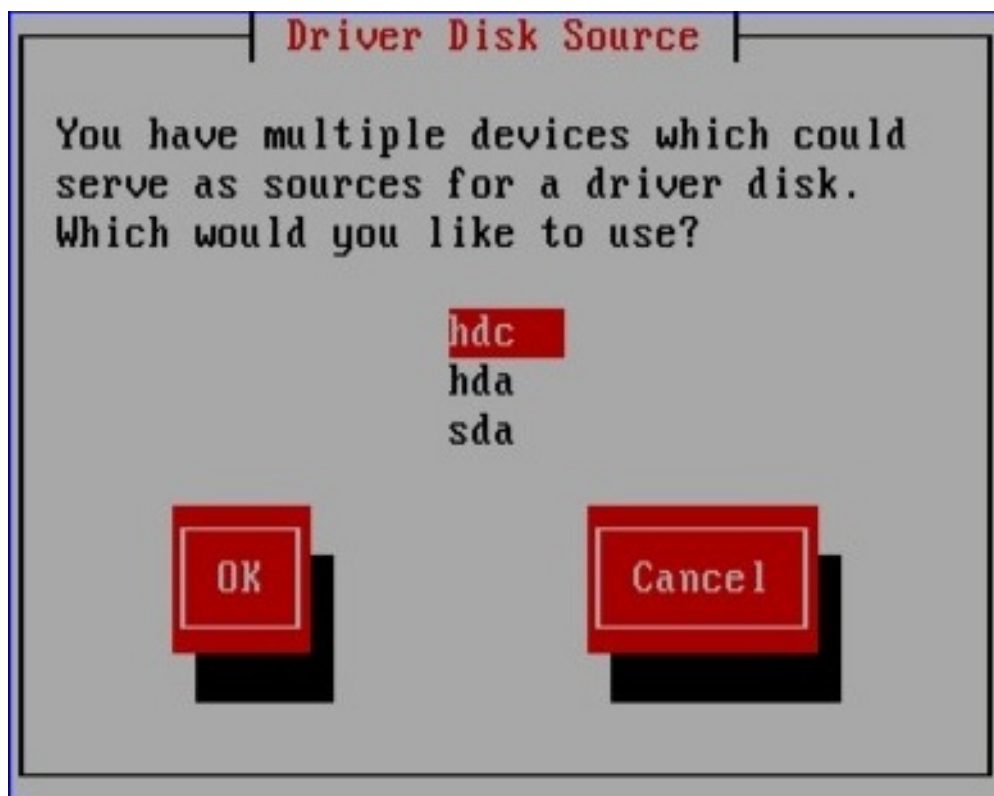 Driver Disk Source
You have multiple devices which could
serve as sources for a driver disk.
Which would you like to use?
hdc
hda
sda
OK
Cancel